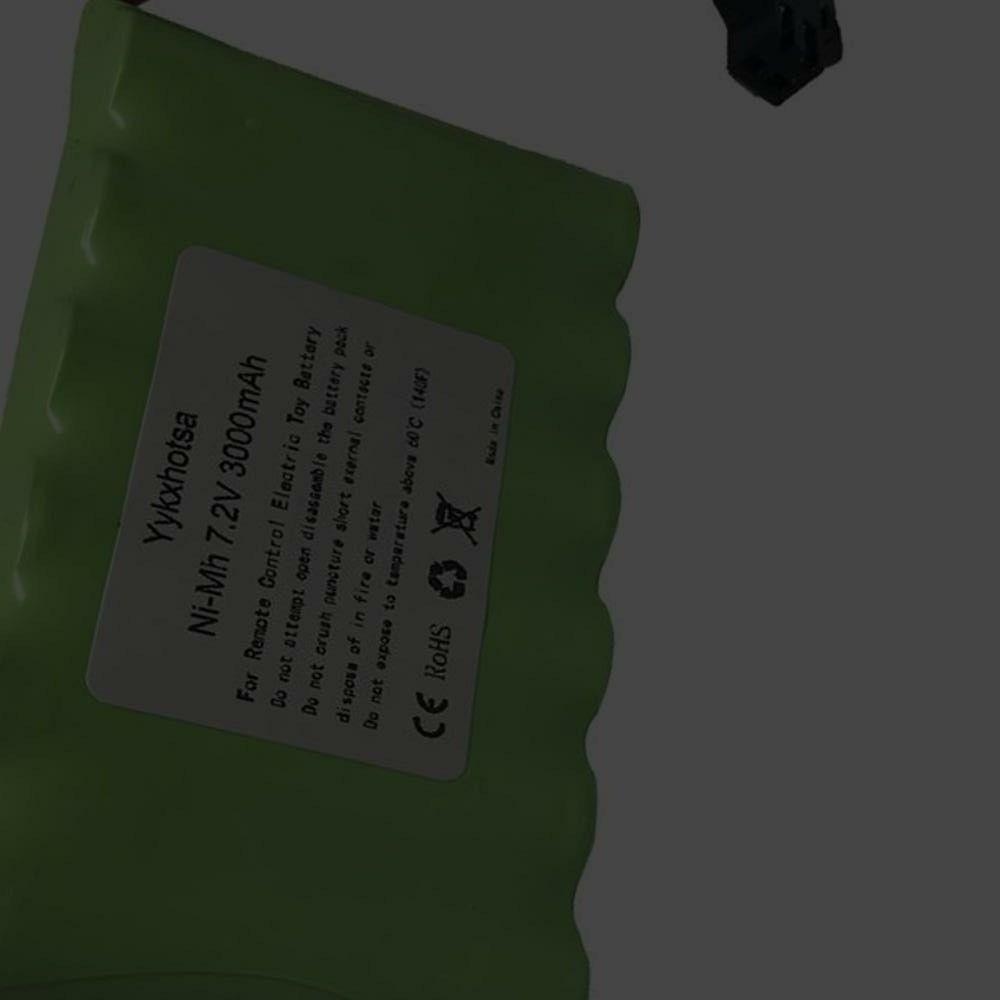 Yykxhotsa
Ni-Mh 7.2V 3000mAh
For Remote Control Electric Toy Battery
Do not attempt open disassemble the battery pack
Do not crush puncture short exernal contacts or
dispose of in fire or water
Do not expose to temperature above 60℃ (140F)
CE RoHS
Made in China